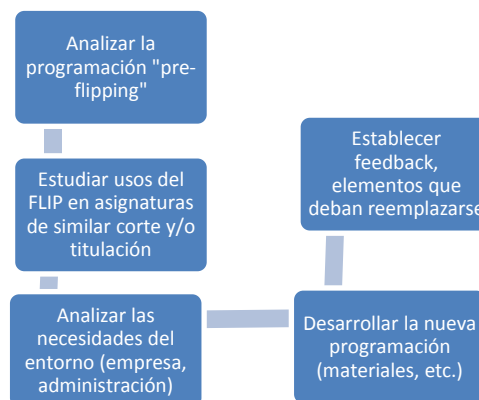 Analizar la
programación "pre-
flipping"
Estudiar usos del
FLIP en asignaturas
de similar corte y/o
titulación
Analizar las
necesidades del
entorno (empresa,
administración)
Desarrollar la nueva
programación
(materiales, etc.)
Establecer
feedback,
elementos que
deban reemplazarse